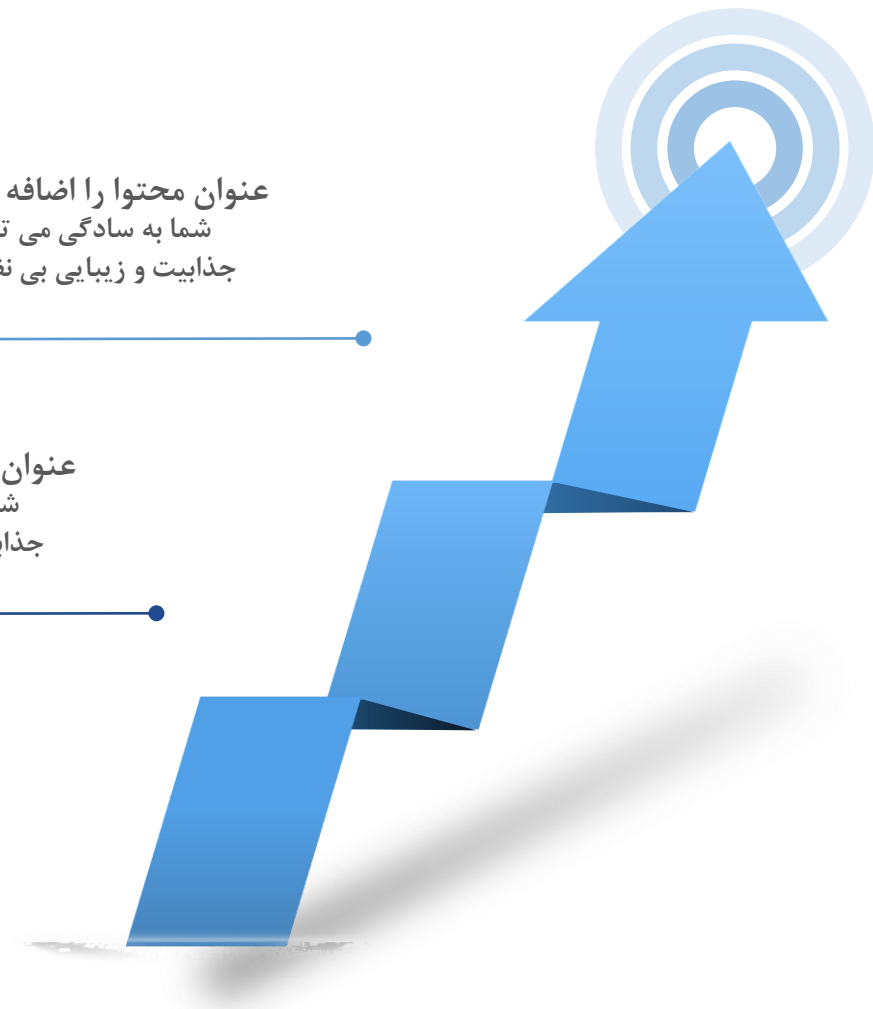 عنوان محتوا را اضافه
شما به سادگی می
جذابیت و زیبایی بی
عنوان